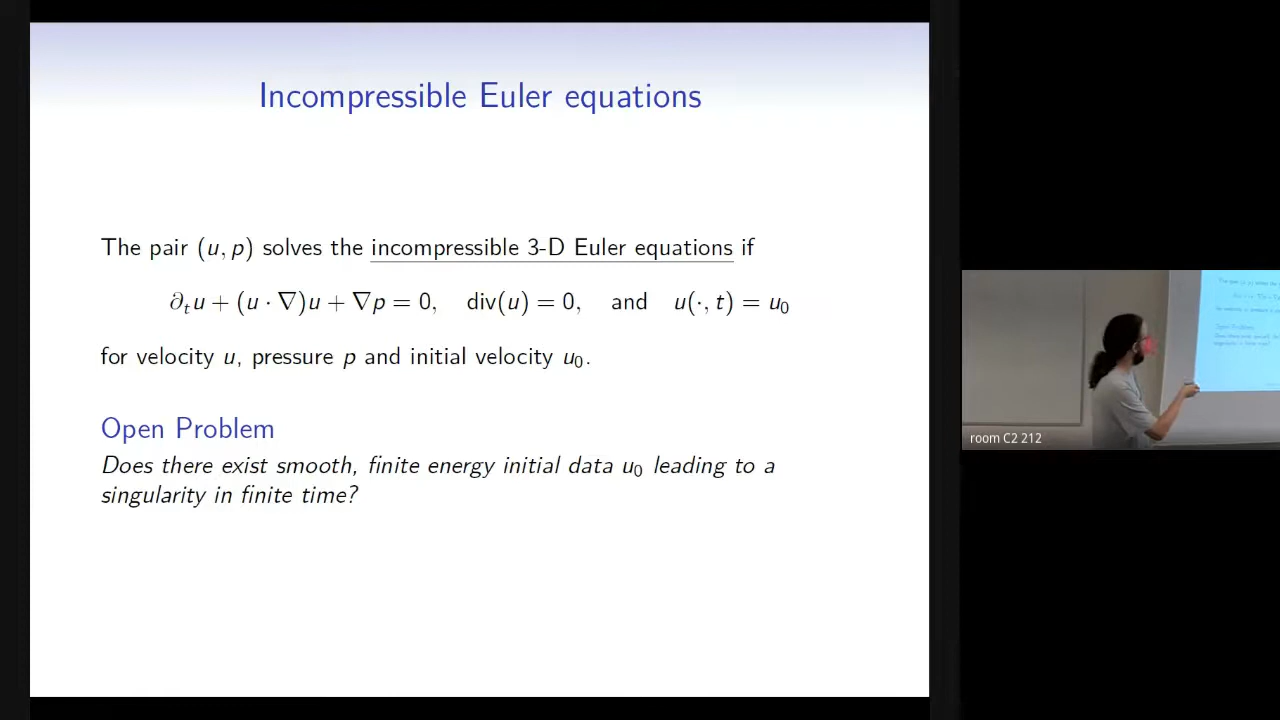 Incompressible Euler equations
The pair (u, p) solves the incompressible 3-D Euler equations if
∂ₜu + (u · ∇)u + ∇p = 0, div(u) = 0, and u(·, t) = u₀
for velocity u, pressure p and initial velocity u₀.
Open Problem
Does there exist smooth, finite energy initial data u₀ leading to a
singularity in finite time?
room C2 212